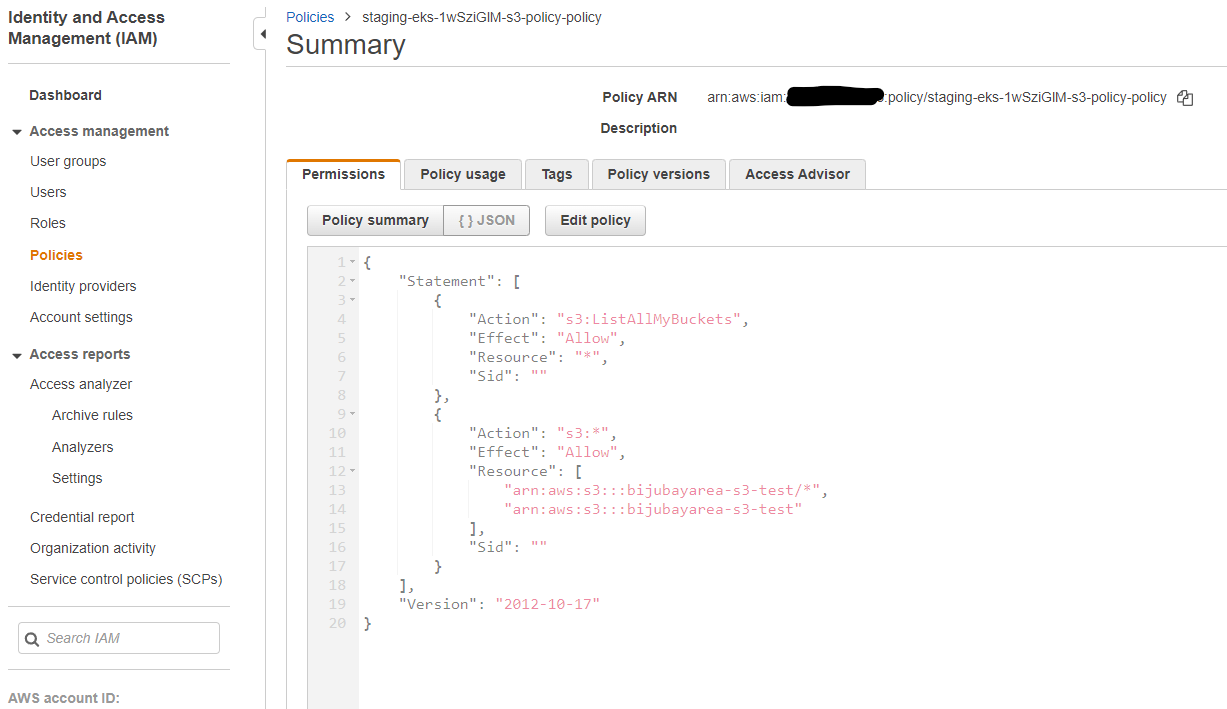 Identity and Access
Management (IAM)
Dashboard
Access management
User groups
Users
Roles
Policies
Identity providers
Account settings
Access reports
Access analyzer
Archive rules
Analyzers
Settings
Credential report
Organization activity
Service control policies (SCPs)
Search IAM
AWS account ID:
Policies > staging-eks-1wSziGIM-s3-policy-policy
Summary
Policy ARN arn:aws:iam: :policy/staging-eks-1wSziGIM-s3-policy-policy
Description
Permissions Policy usage Tags Policy versions Access Advisor
Policy summary { } JSON Edit policy
1 {
2 "Statement": [
3 {
4 "Action": "s3:ListAllMyBuckets",
5 "Effect": "Allow",
6 "Resource": "*",
7 "Sid": ""
8 },
9 {
10 "Action": "s3:*",
11 "Effect": "Allow",
12 "Resource": [
13 "arn:aws:s3:::bijubayarea-s3-test/*",
14 "arn:aws:s3:::bijubayarea-s3-test"
15 ],
16 "Sid": ""
17 }
18 ],
19 "Version": "2012-10-17"
20 }